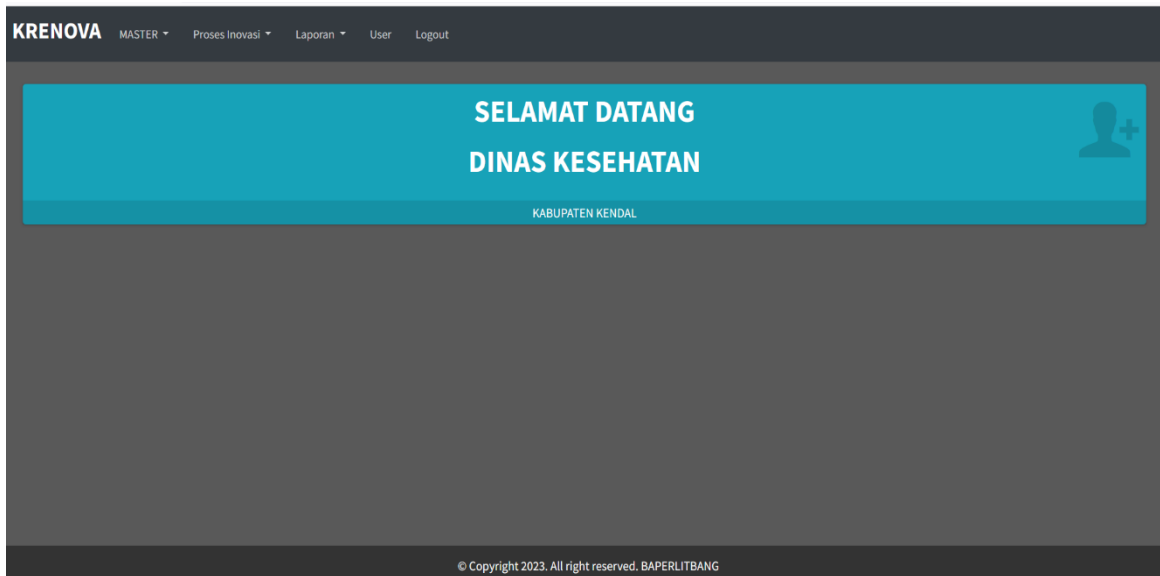 KRENOVA MASTER Proses Inovasi Laporan User Logout
SELAMAT DATANG
DINAS KESEHATAN
KABUPATEN KENDAL
© Copyright 2023. All right reserved. BAPERLITBANG